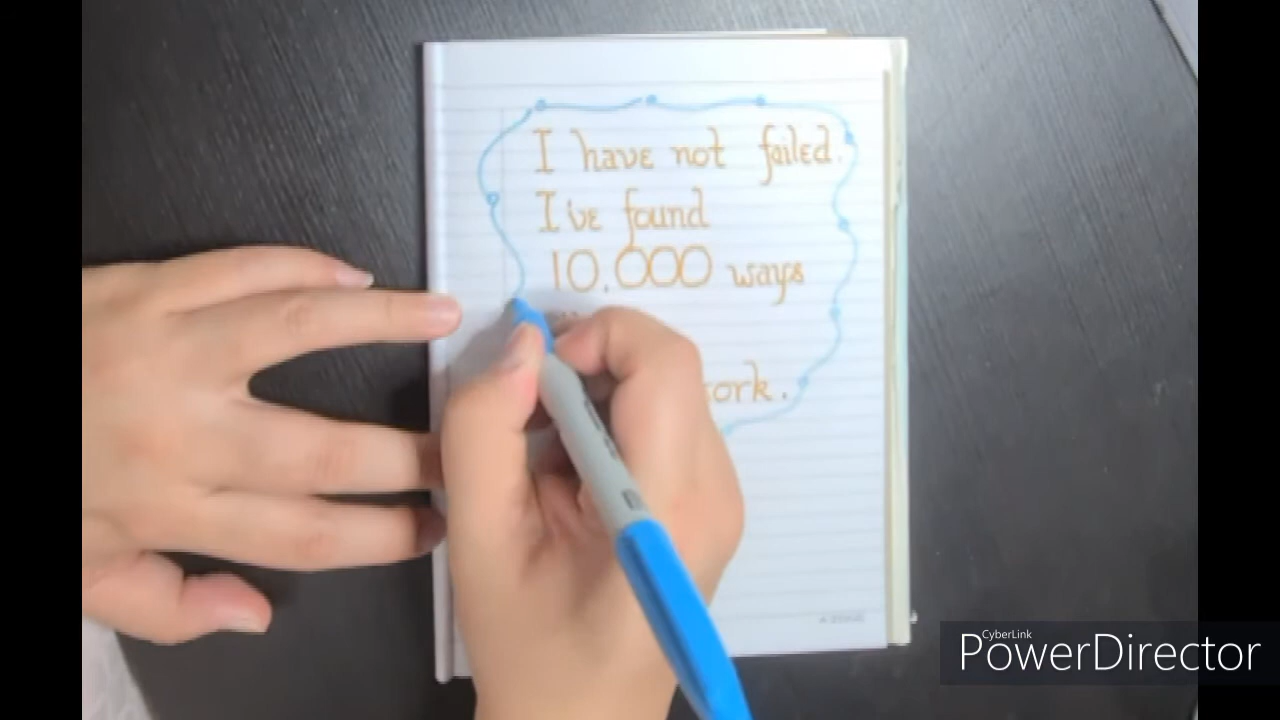 I have not failed.
I've found
10,000 ways
ork.
CyberLink
PowerDirector